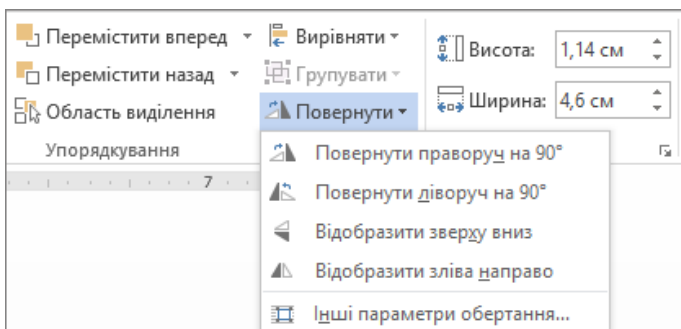 Перемістити вперед Вирівняти Висота: 1,14 см
Перемістити назад Групувати
Область виділення Повернути Ширина: 4,6 см
Упорядкування
7
Повернути праворуч на 90°
Повернути ліворуч на 90°
Відобразити зверху вниз
Відобразити зліва направо
Інші параметри обертання...